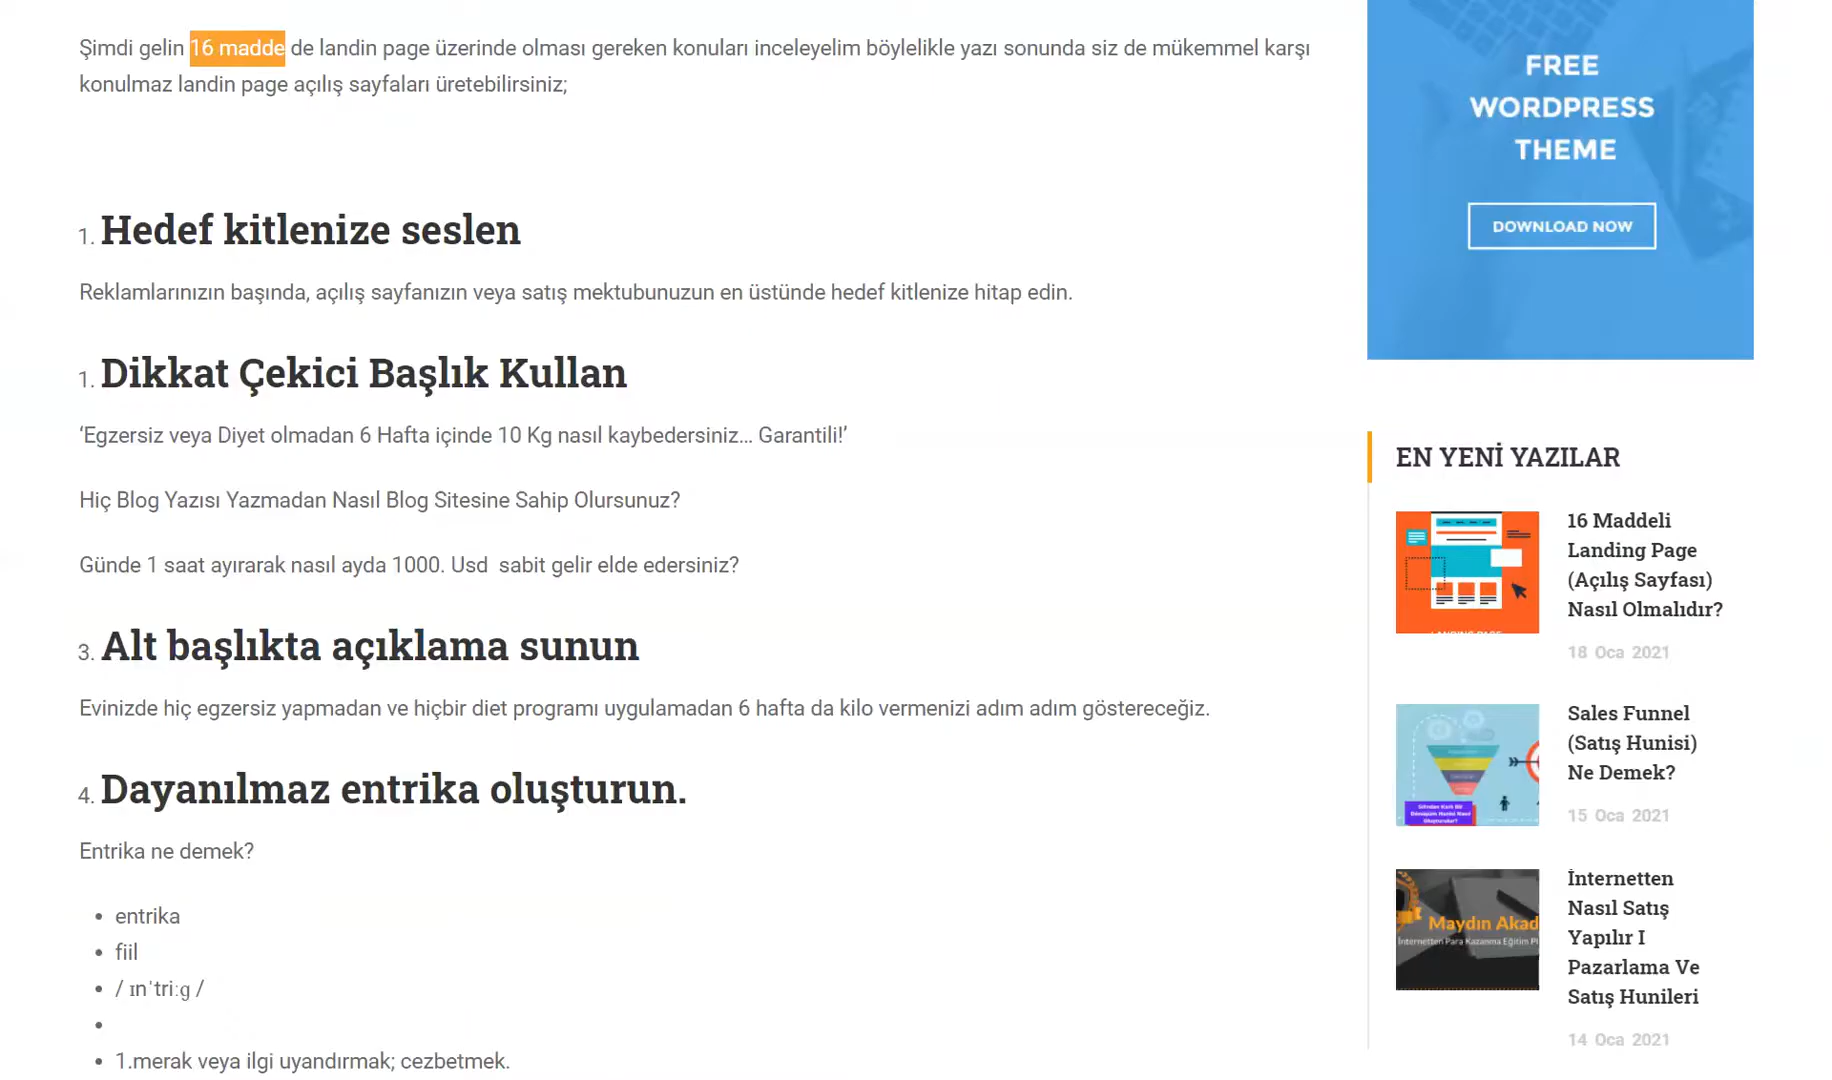 Şimdi gelin 16 madde de landin page üzerinde olması gereken konuları inceleyelim böylelikle yazı sonunda siz de mükemmel karşı
konulmaz landin page açılış sayfaları üretebilirsiniz;
1. Hedef kitlenize seslen
Reklamlarınızın başında, açılış sayfanızın veya satış mektubunuzun en üstünde hedef kitlenize hitap edin.
1. Dikkat Çekici Başlık Kullan
‘Egzersiz veya Diyet olmadan 6 Hafta içinde 10 Kg nasıl kaybedersiniz… Garantili!’
Hiç Blog Yazısı Yazmadan Nasıl Blog Sitesine Sahip Olursunuz?
Günde 1 saat ayırarak nasıl ayda 1000. Usd  sabit gelir elde edersiniz?
3. Alt başlıkta açıklama sunun
Evinizde hiç egzersiz yapmadan ve hiçbir diet programı uygulamadan 6 hafta da kilo vermenizi adım adım göstereceğiz.
4. Dayanılmaz entrika oluşturun.
Entrika ne demek?
• entrika
• fiil
• / ɪnˈtriːɡ /
•
• 1.merak veya ilgi uyandırmak; cezbetmek.
FREE
WORDPRESS
THEME
DOWNLOAD NOW
EN YENİ YAZILAR
16 Maddeli
Landing Page
(Açılış Sayfası)
Nasıl Olmalıdır?
18 Oca 2021
Sales Funnel
(Satış Hunisi)
Ne Demek?
15 Oca 2021
Maydın Akad
İnternetten Para Kazanma Eğitim Pl
İnternetten
Nasıl Satış
Yapılır I
Pazarlama Ve
Satış Hunileri
14 Oca 2021